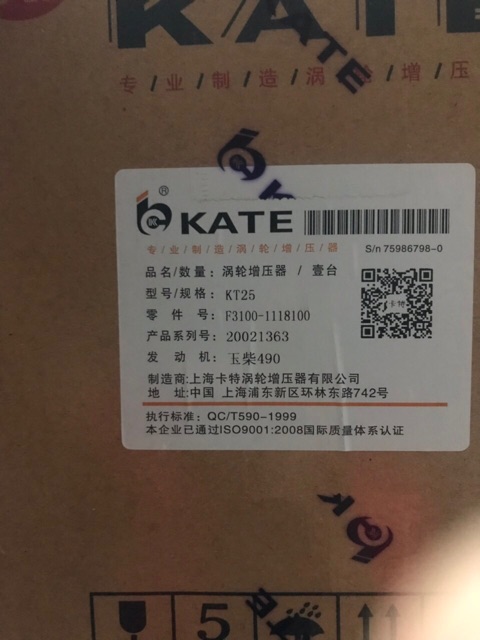 KATE
专/业/制/造/涡/轮/增/压
KATE
K
®
KATE
专/业/制/造/涡/轮/增/压/器
S/n 75986798-0
品名/数量: 涡轮增压器 / 壹台
型号/规格: KT25
卡特
零 件 号: F3100-1118100
产品系列号: 20021363
发 动 机: 玉柴490
制造商:上海卡特涡轮增压器有限公司
地 址:中国 上海浦东新区环林东路742号
执行标准: QC/T590-1999
本企业已通过ISO9001:2008国际质量体系认证
K
TE
5